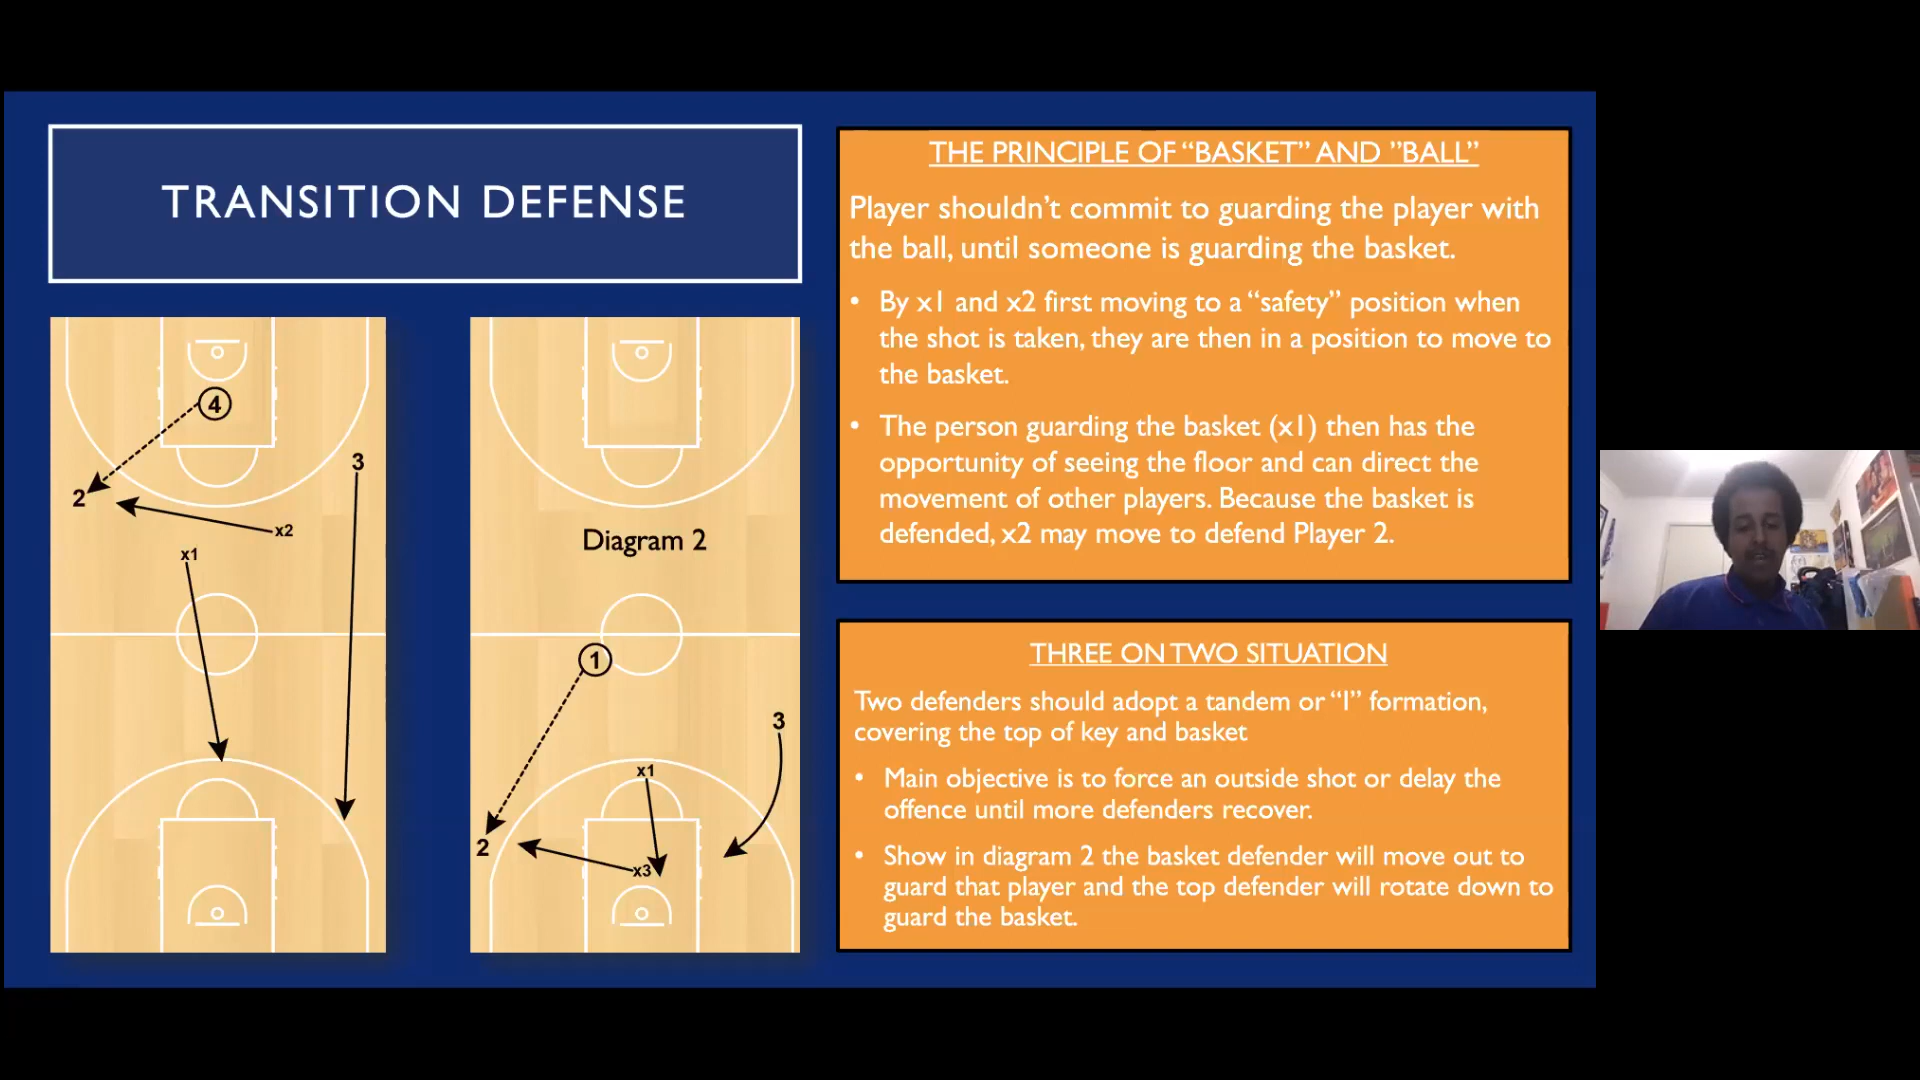 TRANSITION DEFENSE
4
3
2
x2
x1
Diagram 2
1
3
x1
2
x3
THE PRINCIPLE OF “BASKET” AND ”BALL”
Player shouldn’t commit to guarding the player with
the ball, until someone is guarding the basket.
• By x1 and x2 first moving to a “safety” position when
the shot is taken, they are then in a position to move to
the basket.
• The person guarding the basket (x1) then has the
opportunity of seeing the floor and can direct the
movement of other players. Because the basket is
defended, x2 may move to defend Player 2.
THREE ON TWO SITUATION
Two defenders should adopt a tandem or “I” formation,
covering the top of key and basket
• Main objective is to force an outside shot or delay the
offence until more defenders recover.
• Show in diagram 2 the basket defender will move out to
guard that player and the top defender will rotate down to
guard the basket.